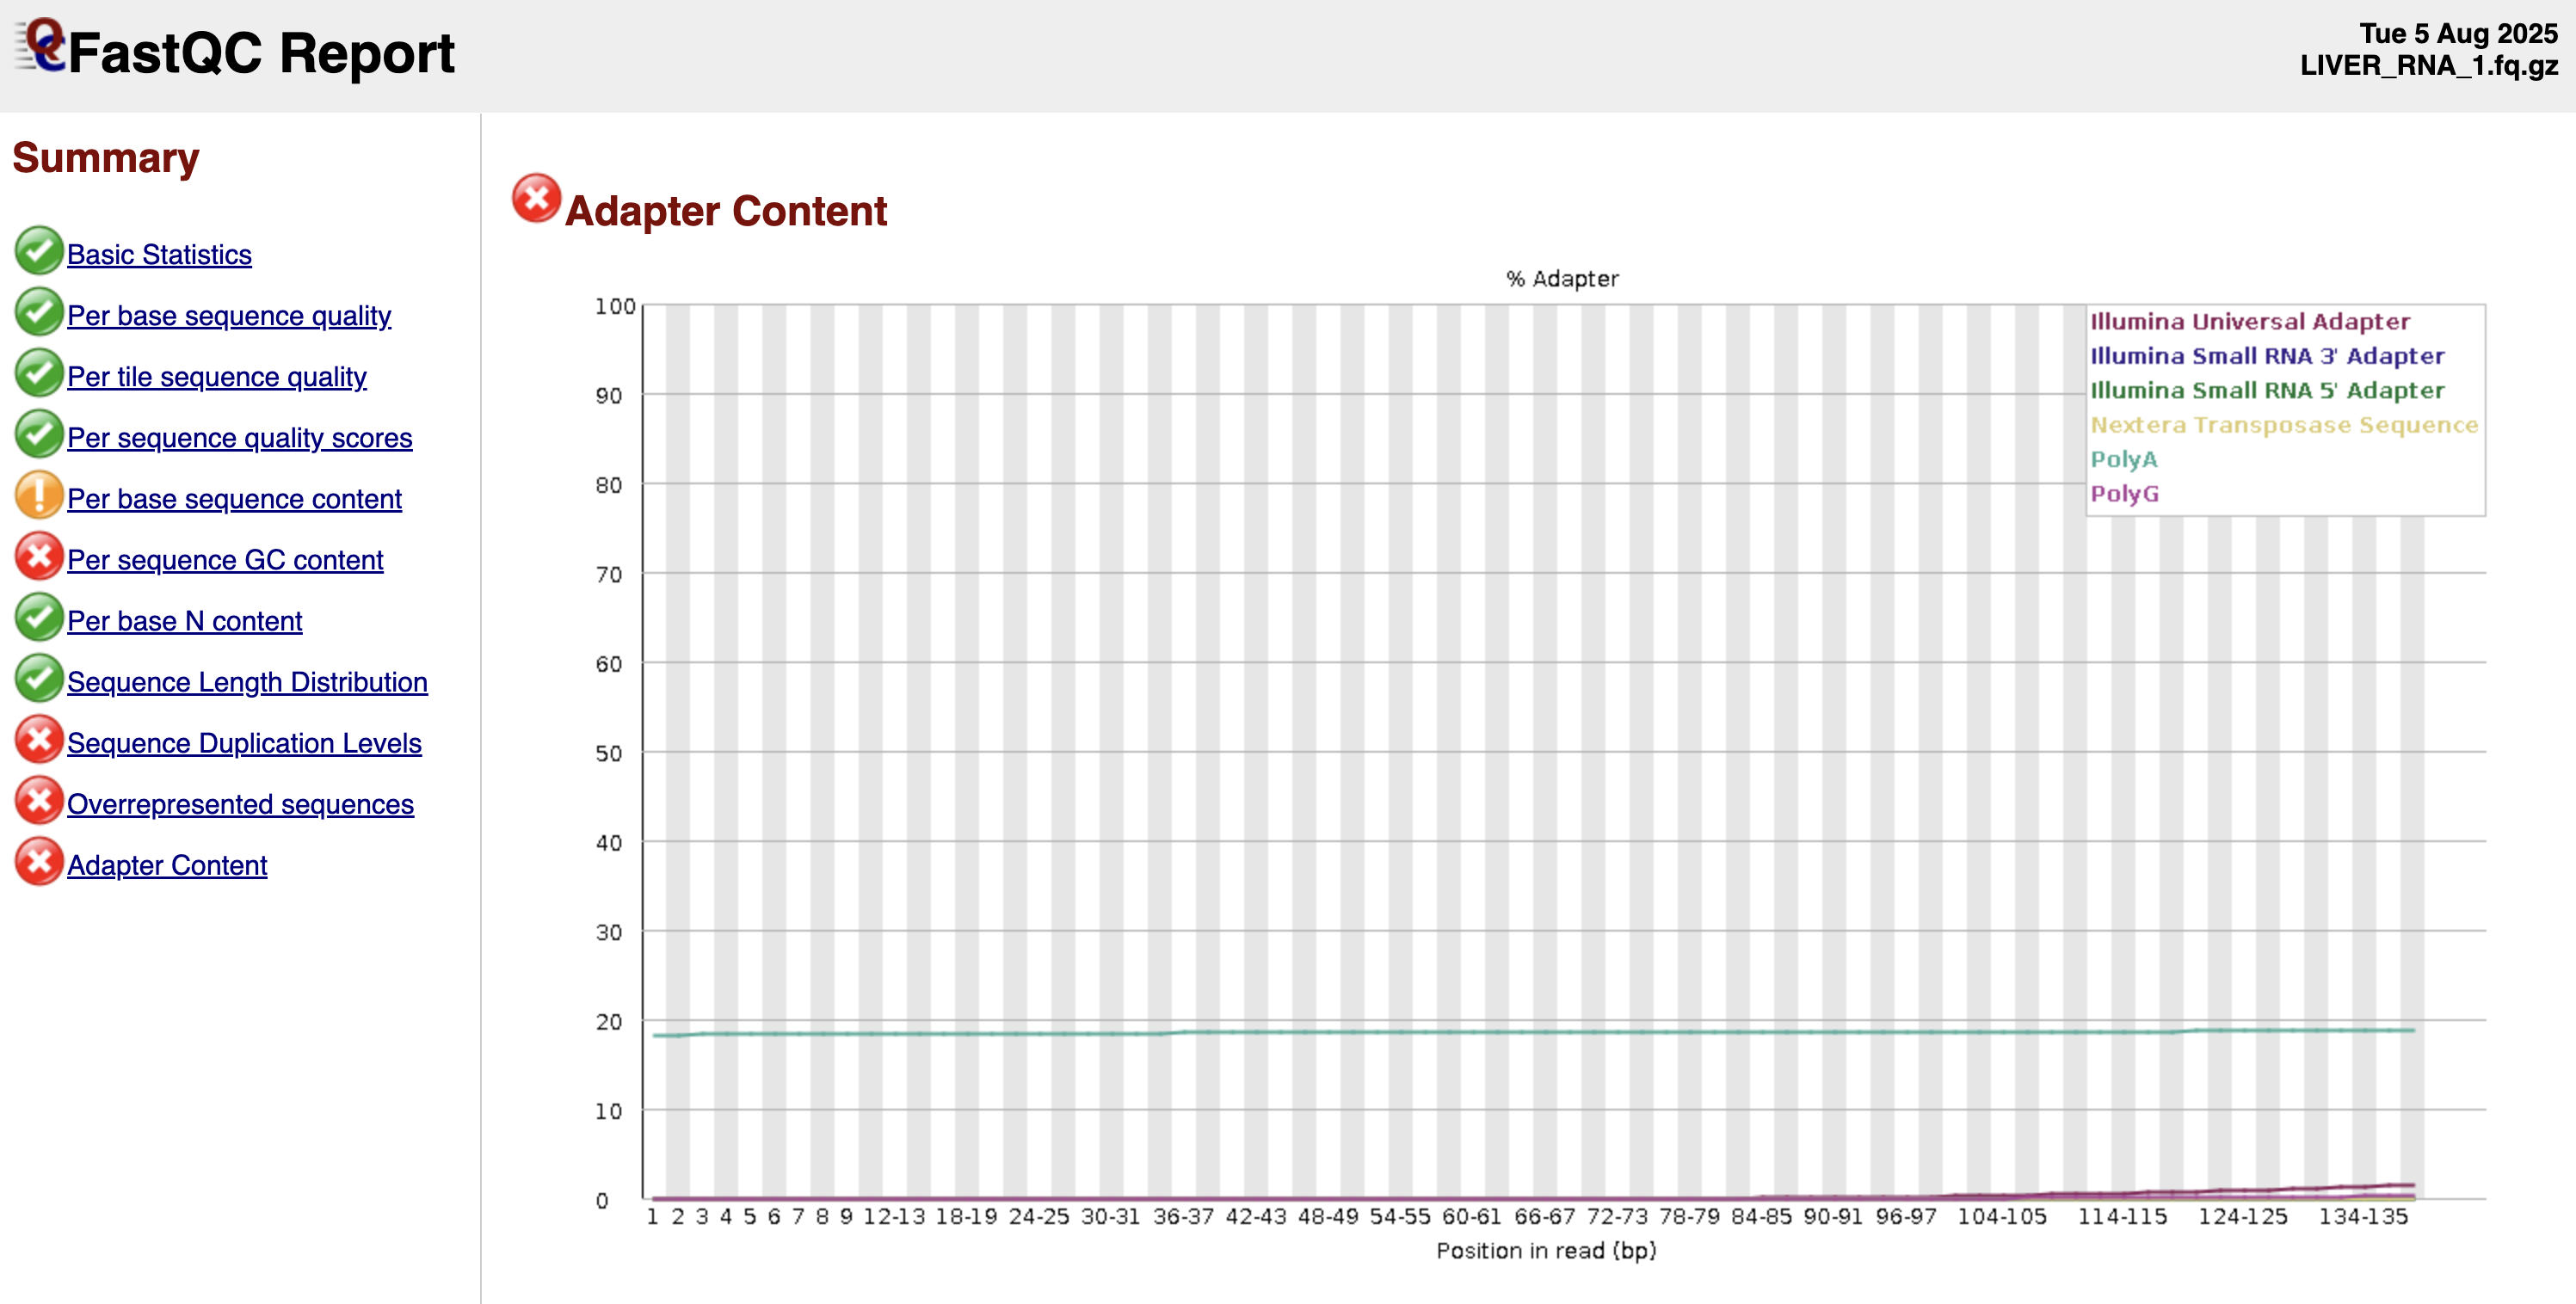 FastQC Report
Tue 5 Aug 2025
LIVER_RNA_1.fq.gz
Summary
Basic Statistics
Per base sequence quality
Per tile sequence quality
Per sequence quality scores
Per base sequence content
Per sequence GC content
Per base N content
Sequence Length Distribution
Sequence Duplication Levels
Overrepresented sequences
Adapter Content
Adapter Content
% Adapter
Illumina Universal Adapter
Illumina Small RNA 3' Adapter
Illumina Small RNA 5' Adapter
Nextera Transposase Sequence
PolyA
PolyG
100
90
80
70
60
50
40
30
20
10
0
1 2 3 4 5 6 7 8 9 12-13 18-19 24-25 30-31 36-37 42-43 48-49 54-55 60-61 66-67 72-73 78-79 84-85 90-91 96-97 104-105 114-115 124-125 134-135
Position in read (bp)